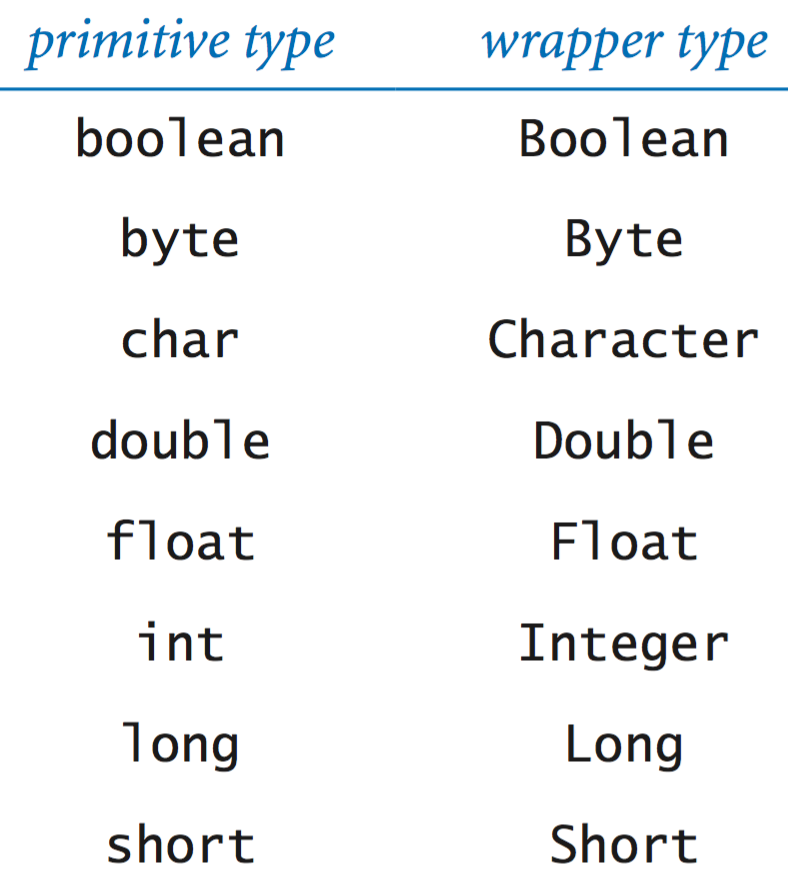 primitive type wrapper type
boolean Boolean
byte Byte
char Character
double Double
float Float
int Integer
long Long
short Short